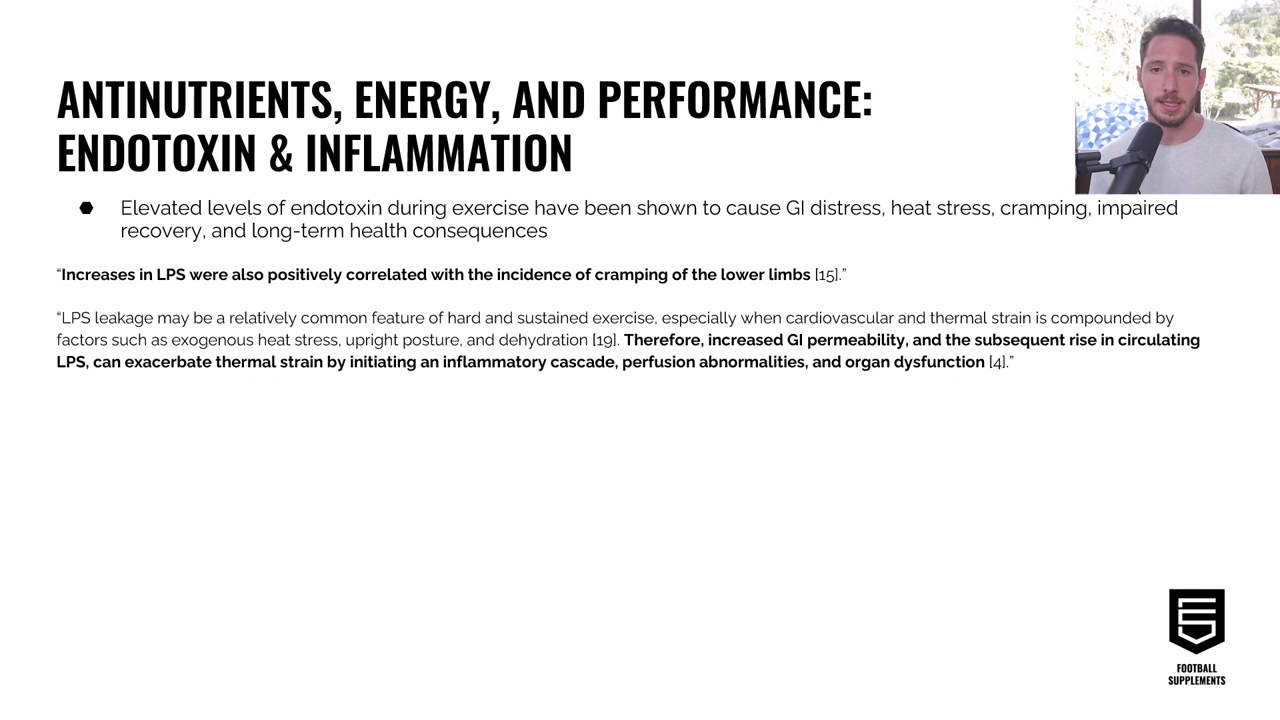 ANTINUTRIENTS, ENERGY, AND PERFORMANCE:
ENDOTOXIN & INFLAMMATION
Elevated levels of endotoxin during exercise have been shown to cause GI distress, heat stress, cramping, impaired
recovery, and long-term health consequences
“Increases in LPS were also positively correlated with the incidence of cramping of the lower limbs [15].”
“LPS leakage may be a relatively common feature of hard and sustained exercise, especially when cardiovascular and thermal strain is compounded by
factors such as exogenous heat stress, upright posture, and dehydration [19]. Therefore, increased GI permeability, and the subsequent rise in circulating
LPS, can exacerbate thermal strain by initiating an inflammatory cascade, perfusion abnormalities, and organ dysfunction [4].”
FOOTBALL
SUPPLEMENTS